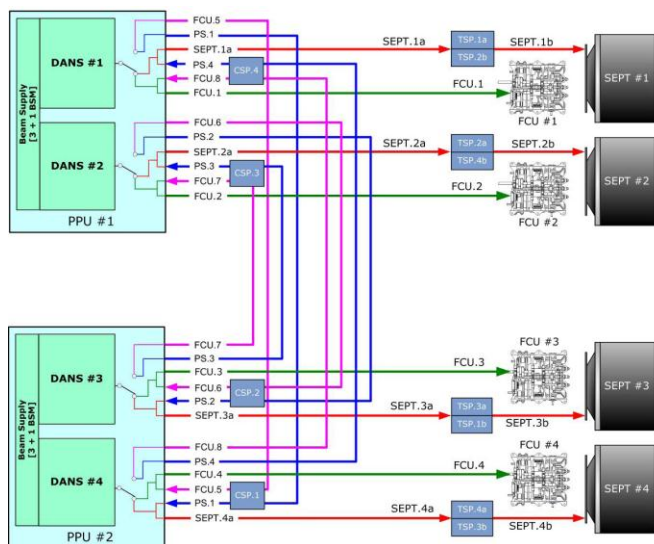 FCU.5
PS.1
DANS #1
SEPT.1a
TSP.1a
SEPT.1b
PS.4
CSP.4
TSP.2b
FCU.8
FCU.1
FCU.1
FCU #1
SEPT #1
Beam Supply
[3 + 1 BSM]
FCU.6
PS.2
DANS #2
SEPT.2a
SEPT.2a
TSP.2a
SEPT.2b
PS.3
CSP.3
TSP.4b
FCU.7
FCU.2
FCU.2
FCU #2
SEPT #2
PPU #1
FCU.7
PS.3
DANS #3
FCU.3
FCU.3
FCU #3
FCU.6
CSP.2
PS.2
SEPT.3a
SEPT.3a
TSP.3a
TSP.1b
SEPT.3b
SEPT #3
Beam Supply
[3 + 1 BSM]
FCU.8
PS.4
DANS #4
FCU.4
FCU.4
FCU #4
FCU.5
CSP.1
PS.1
SEPT.4a
SEPT.4a
TSP.4a
TSP.3b
SEPT.4b
SEPT #4
PPU #2
SEPT.1a